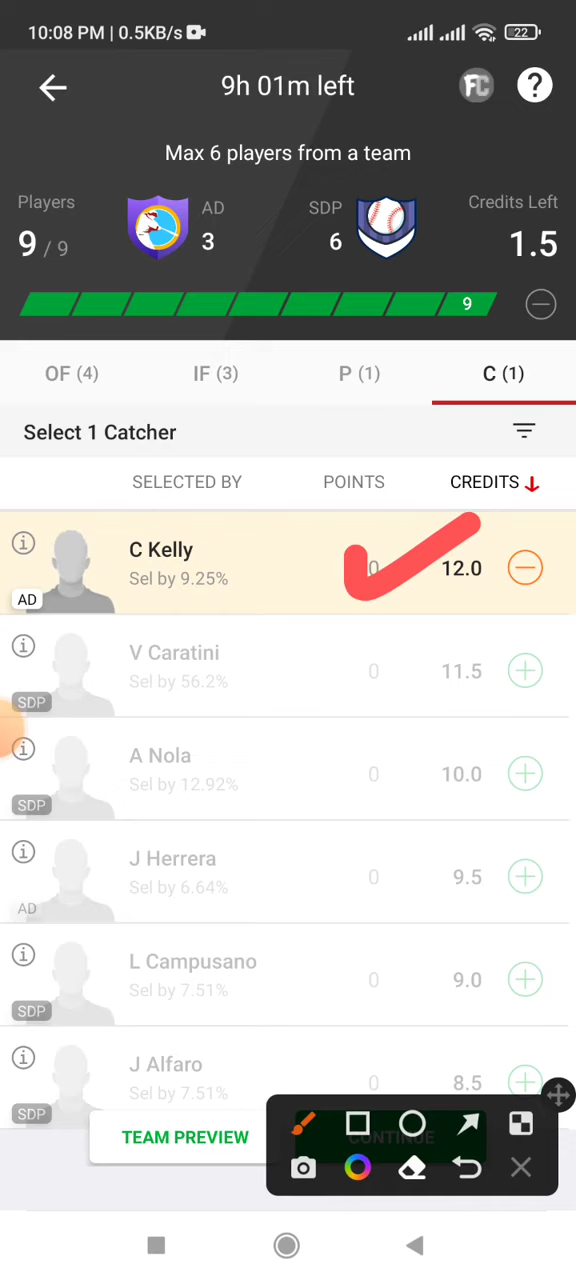 10:08 PM | 0.5KB/s
22
9h 01m left
FC
?
Max 6 players from a team
Players
9 / 9
AD
3
SDP
6
Credits Left
1.5
9
OF (4)
IF (3)
P (1)
C (1)
Select 1 Catcher
SELECTED BY
POINTS
CREDITS
C Kelly
Sel by 9.25%
AD
0
12.0
V Caratini
Sel by 56.2%
SDP
0
11.5
A Nola
Sel by 12.92%
SDP
0
10.0
J Herrera
Sel by 6.64%
AD
0
9.5
L Campusano
Sel by 7.51%
SDP
0
9.0
J Alfaro
Sel by 7.51%
SDP
0
8.5
TEAM PREVIEW
CONTINUE